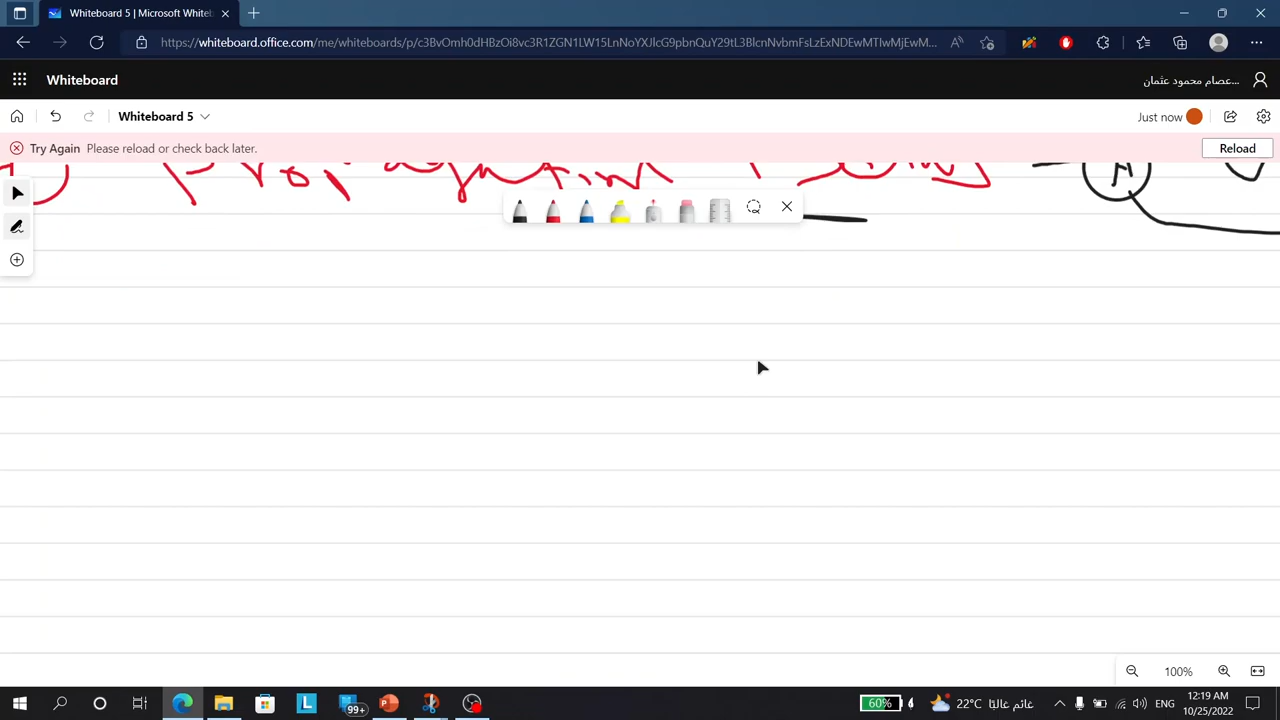 Whiteboard 5 | Microsoft Whiteb
https://whiteboard.office.com/me/whiteboards/p/c3BvOmh0dHBzOi8vc3R1ZGN1LW15LnNoYXJlcG9pbnQuY29tL3BlcnNvbmFsLzExNDEwMTIwMjEwM...
Whiteboard
عصام محمود عثمان...
Whiteboard 5
Just now
Try Again Please reload or check back later.
Reload
A
100%
99+
60%
22°C غائم غالبًا
ENG
12:19 AM
10/25/2022